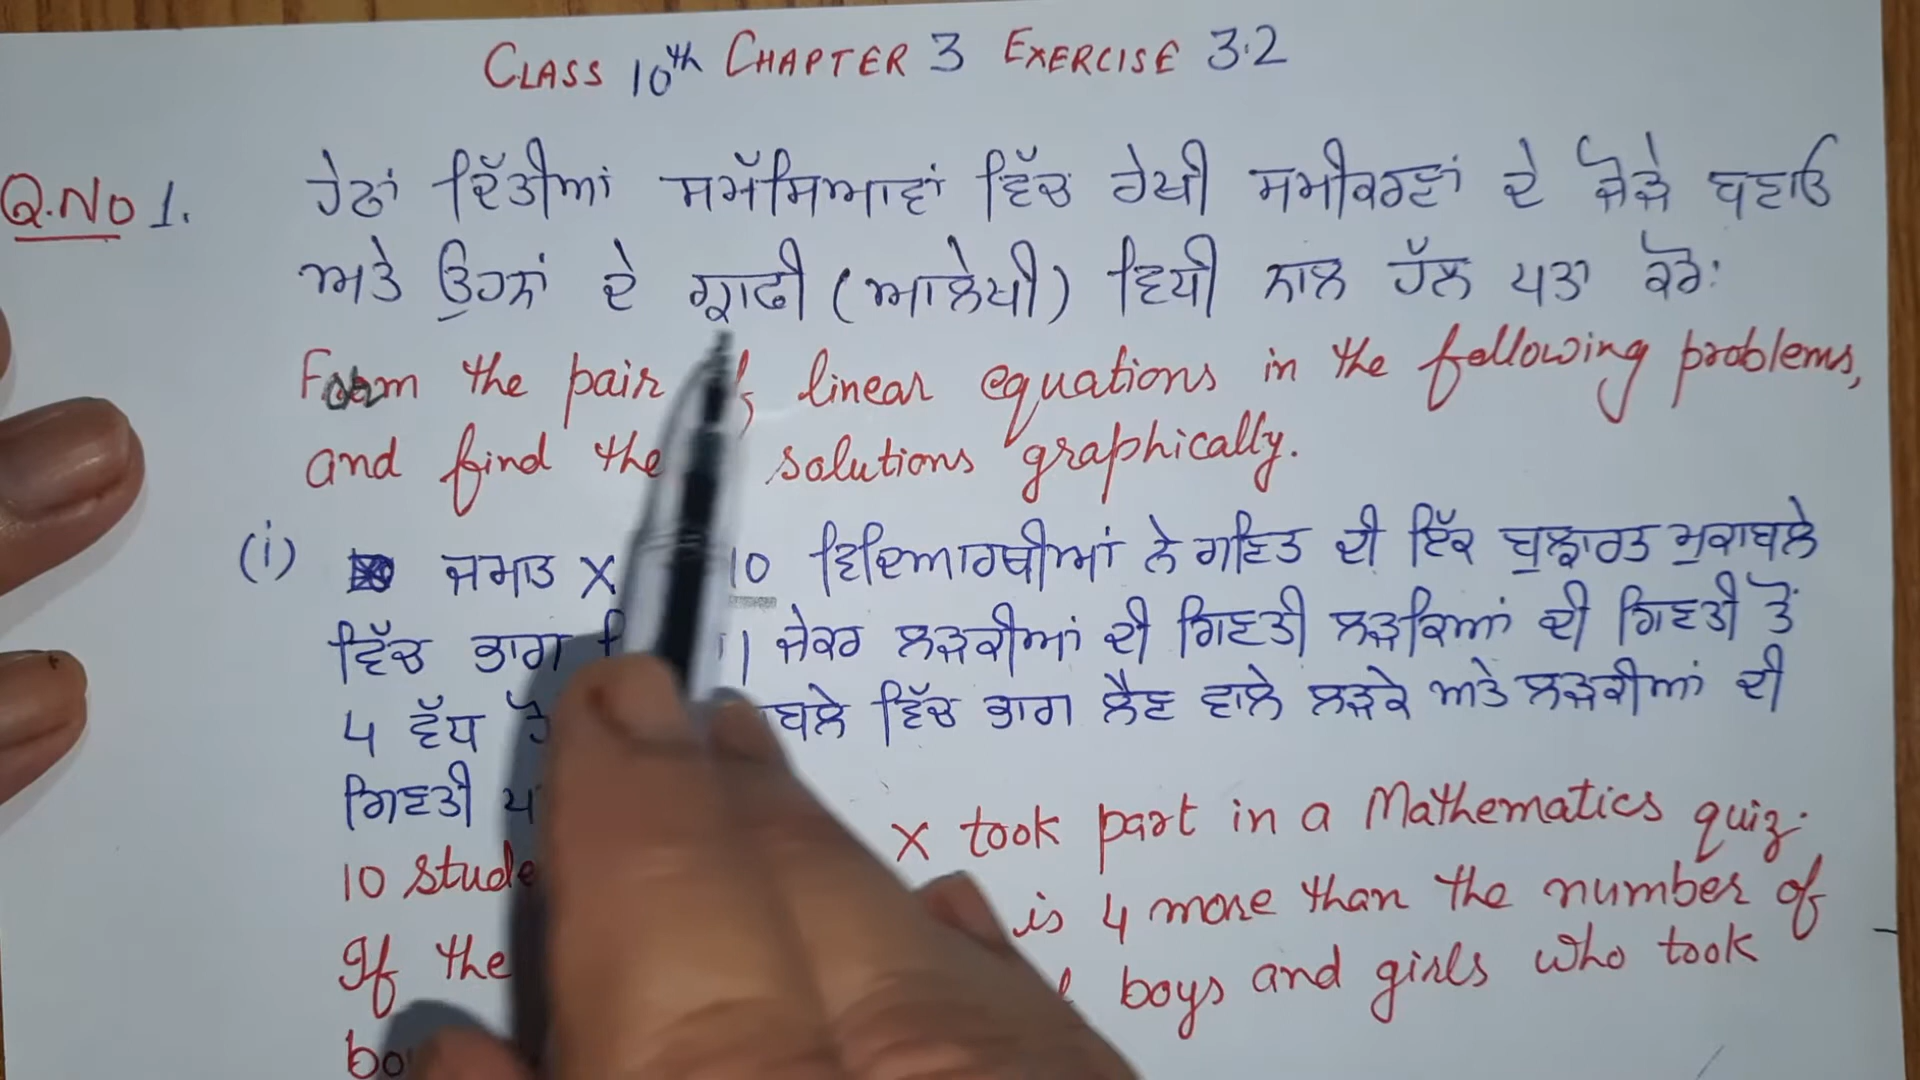 CLASS 10th CHAPTER 3 EXERCISE 3.2
Q.No 1. ਹੇਠਾਂ ਦਿੱਤੀਆਂ ਸਮੱਸਿਆਵਾਂ ਵਿੱਚ ਰੇਖੀ ਸਮੀਕਰਣਾਂ ਦੇ ਜੋੜੇ ਬਣਾਓ
ਅਤੇ ਉਹਨਾਂ ਦੇ ਗ੍ਰਾਫੀ (ਆਲੇਖੀ) ਵਿਧੀ ਨਾਲ ਹੱਲ ਪਤਾ ਕਰੋ:
Form the pair of linear equations in the following problems,
and find the solutions graphically.
(i) ਜਮਾਤ X 10 ਵਿਦਿਆਰਥੀਆਂ ਨੇ ਗਣਿਤ ਦੀ ਇੱਕ ਬੁਝਾਰਤ ਮੁਕਾਬਲੇ
ਵਿੱਚ ਭਾਗ । ਜੇਕਰ ਲੜਕੀਆਂ ਦੀ ਗਿਣਤੀ ਲੜਕਿਆਂ ਦੀ ਗਿਣਤੀ ਤੋਂ
4 ਵੱਧ ਵਿੱਚ ਭਾਗ ਲੈਣ ਵਾਲੇ ਲੜਕੇ ਅਤੇ ਲੜਕੀਆਂ ਦੀ
ਗਿਣਤੀ
10 X took part in a Mathematics quiz.
If the is 4 more than the number of
boys and girls who took